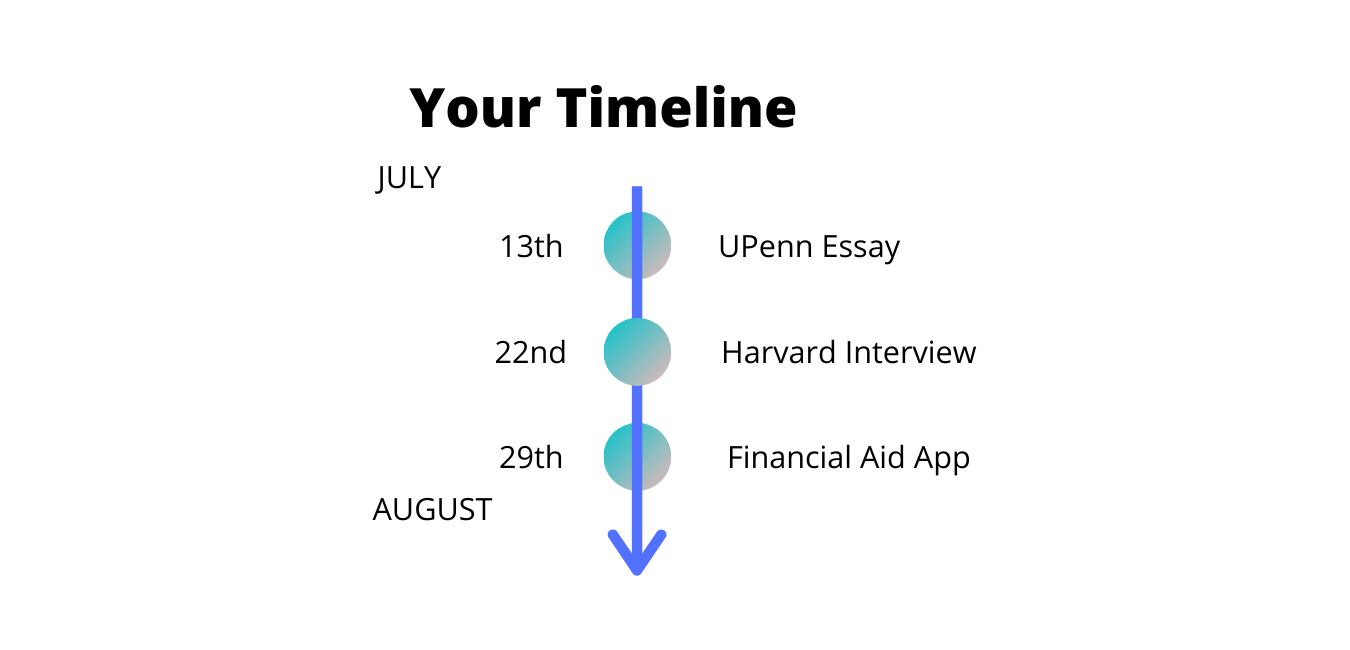 Your Timeline
JULY
13th UPenn Essay
22nd Harvard Interview
29th Financial Aid App
AUGUST